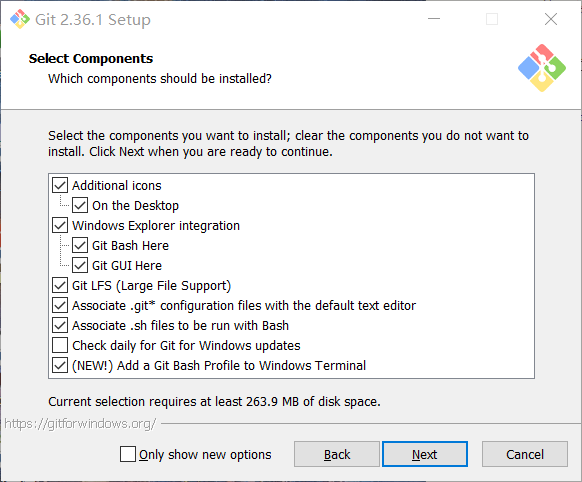 Git 2.36.1 Setup
Select Components
Which components should be installed?
Select the components you want to install; clear the components you do not want to
install. Click Next when you are ready to continue.
Additional icons
On the Desktop
Windows Explorer integration
Git Bash Here
Git GUI Here
Git LFS (Large File Support)
Associate .git* configuration files with the default text editor
Associate .sh files to be run with Bash
Check daily for Git for Windows updates
(NEW!) Add a Git Bash Profile to Windows Terminal
Current selection requires at least 263.9 MB of disk space.
https://gitforwindows.org/
Only show new options
Back
Next
Cancel